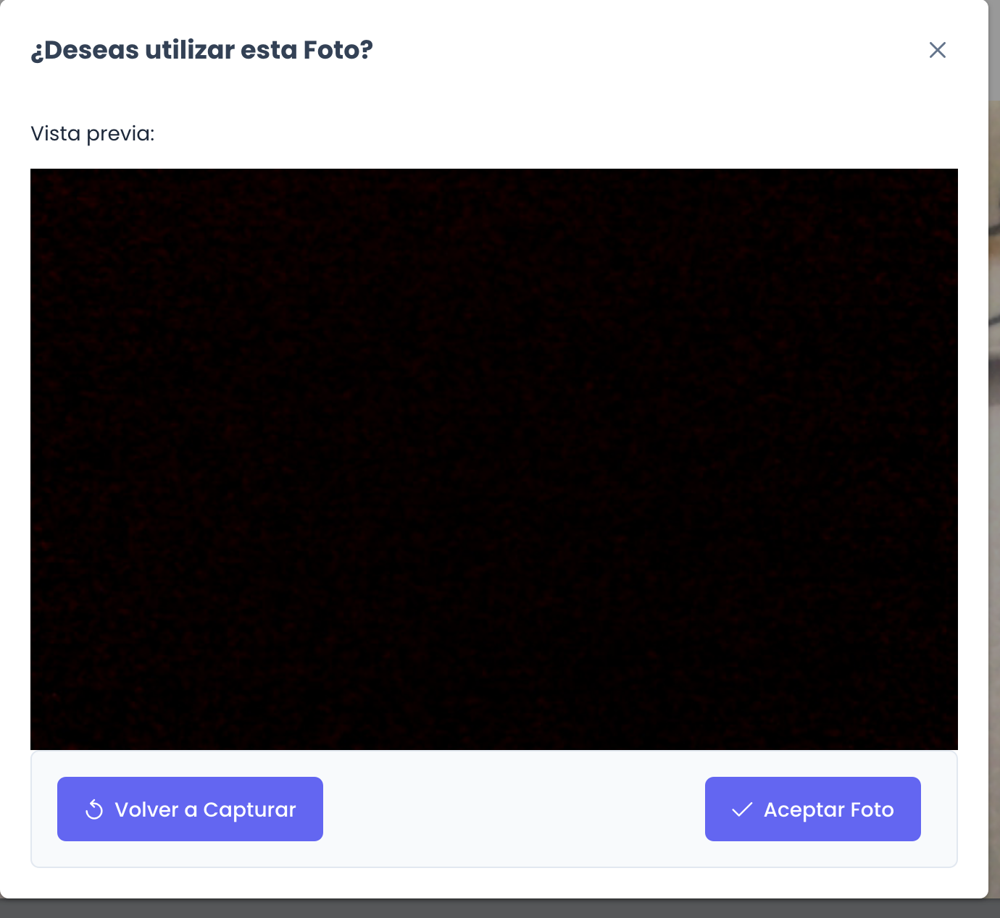 ¿Deseas utilizar esta Foto?
Vista previa:
Volver a Capturar
Aceptar Foto